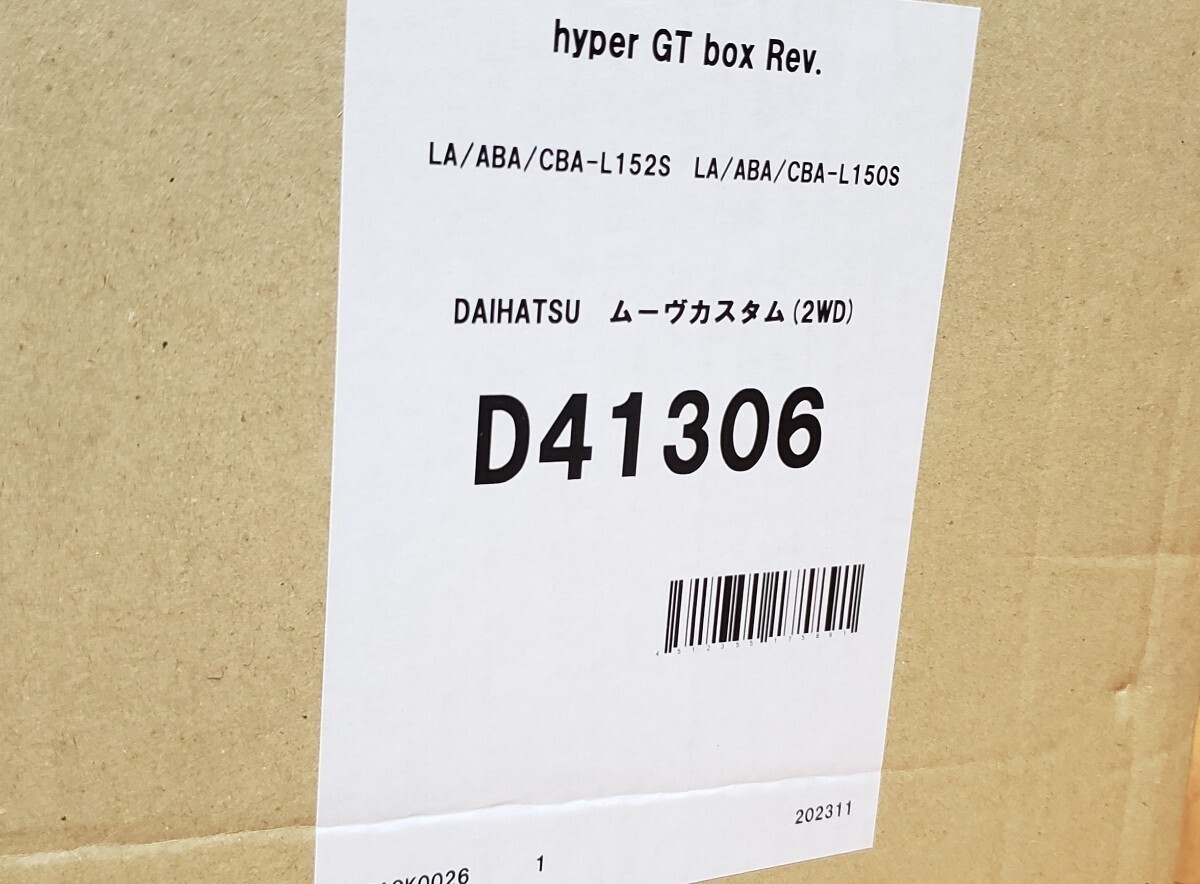 hyper GT box Rev.
LA/ABA/CBA-L152S LA/ABA/CBA-L150S
DAIHATSU ムーヴカスタム(2WD)
D41306
202311
1